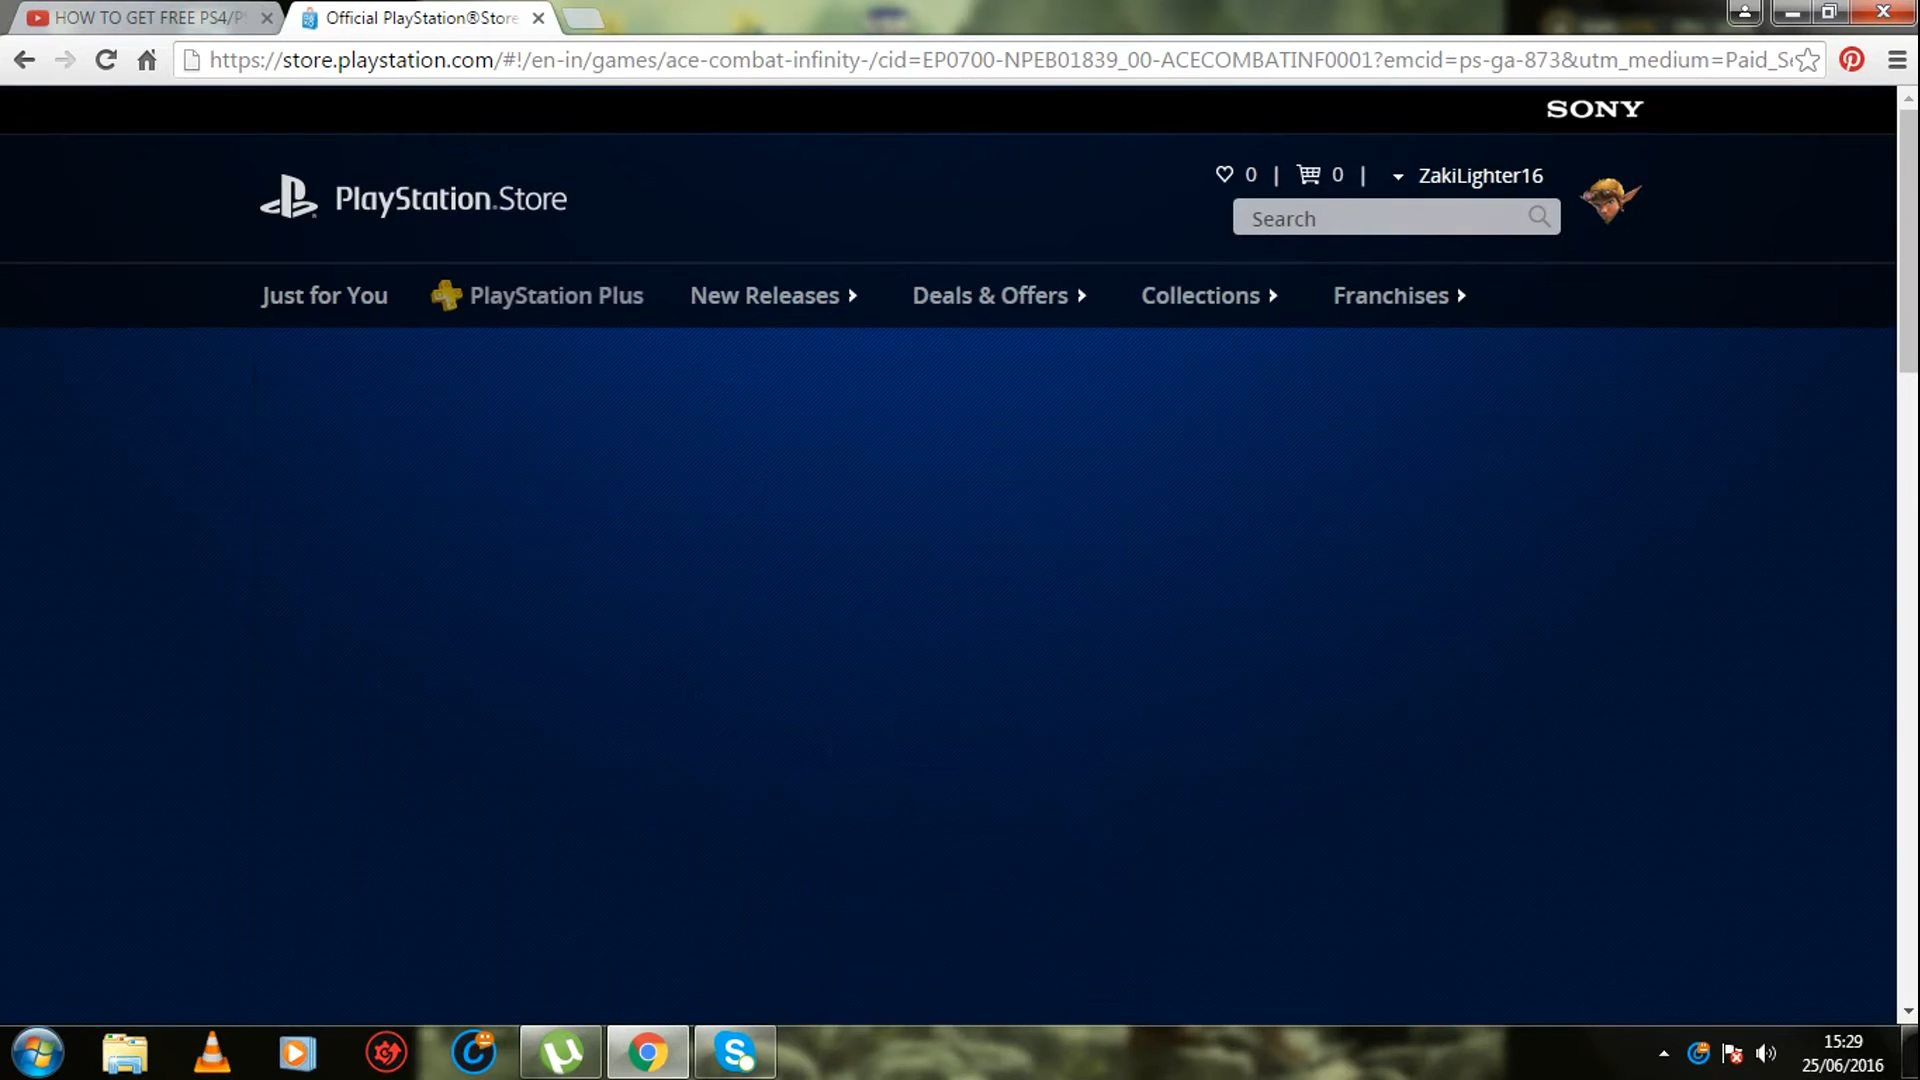 HOW TO GET FREE PS4/P
Official PlayStation®Store
https://store.playstation.com/#!/en-in/games/ace-combat-infinity-/cid=EP0700-NPEB01839_00-ACECOMBATINF0001?emcid=ps-ga-873&utm_medium=Paid_S
SONY
PlayStation.Store
0 | 0 | ZakiLighter16
Search
Just for You PlayStation Plus New Releases Deals & Offers Collections Franchises
15:29
25/06/2016